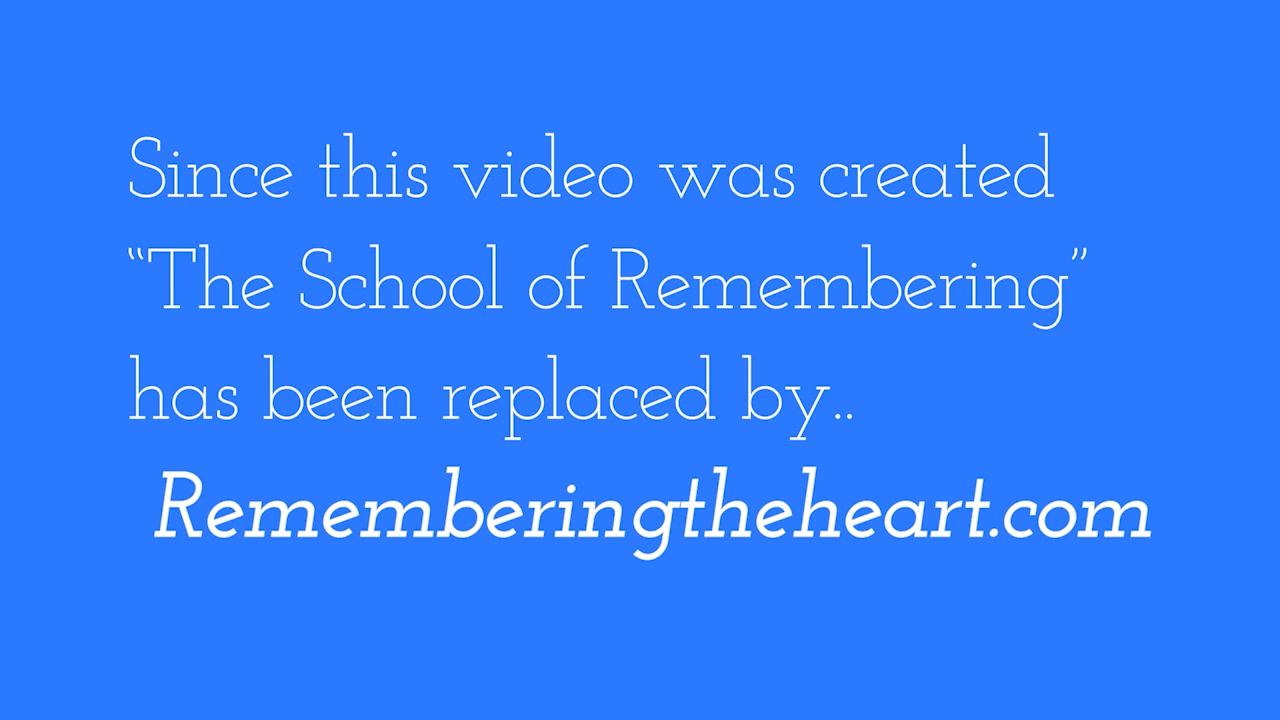 Since this video was created
“The School of Remembering”
has been replaced by..
Rememberingtheheart.com